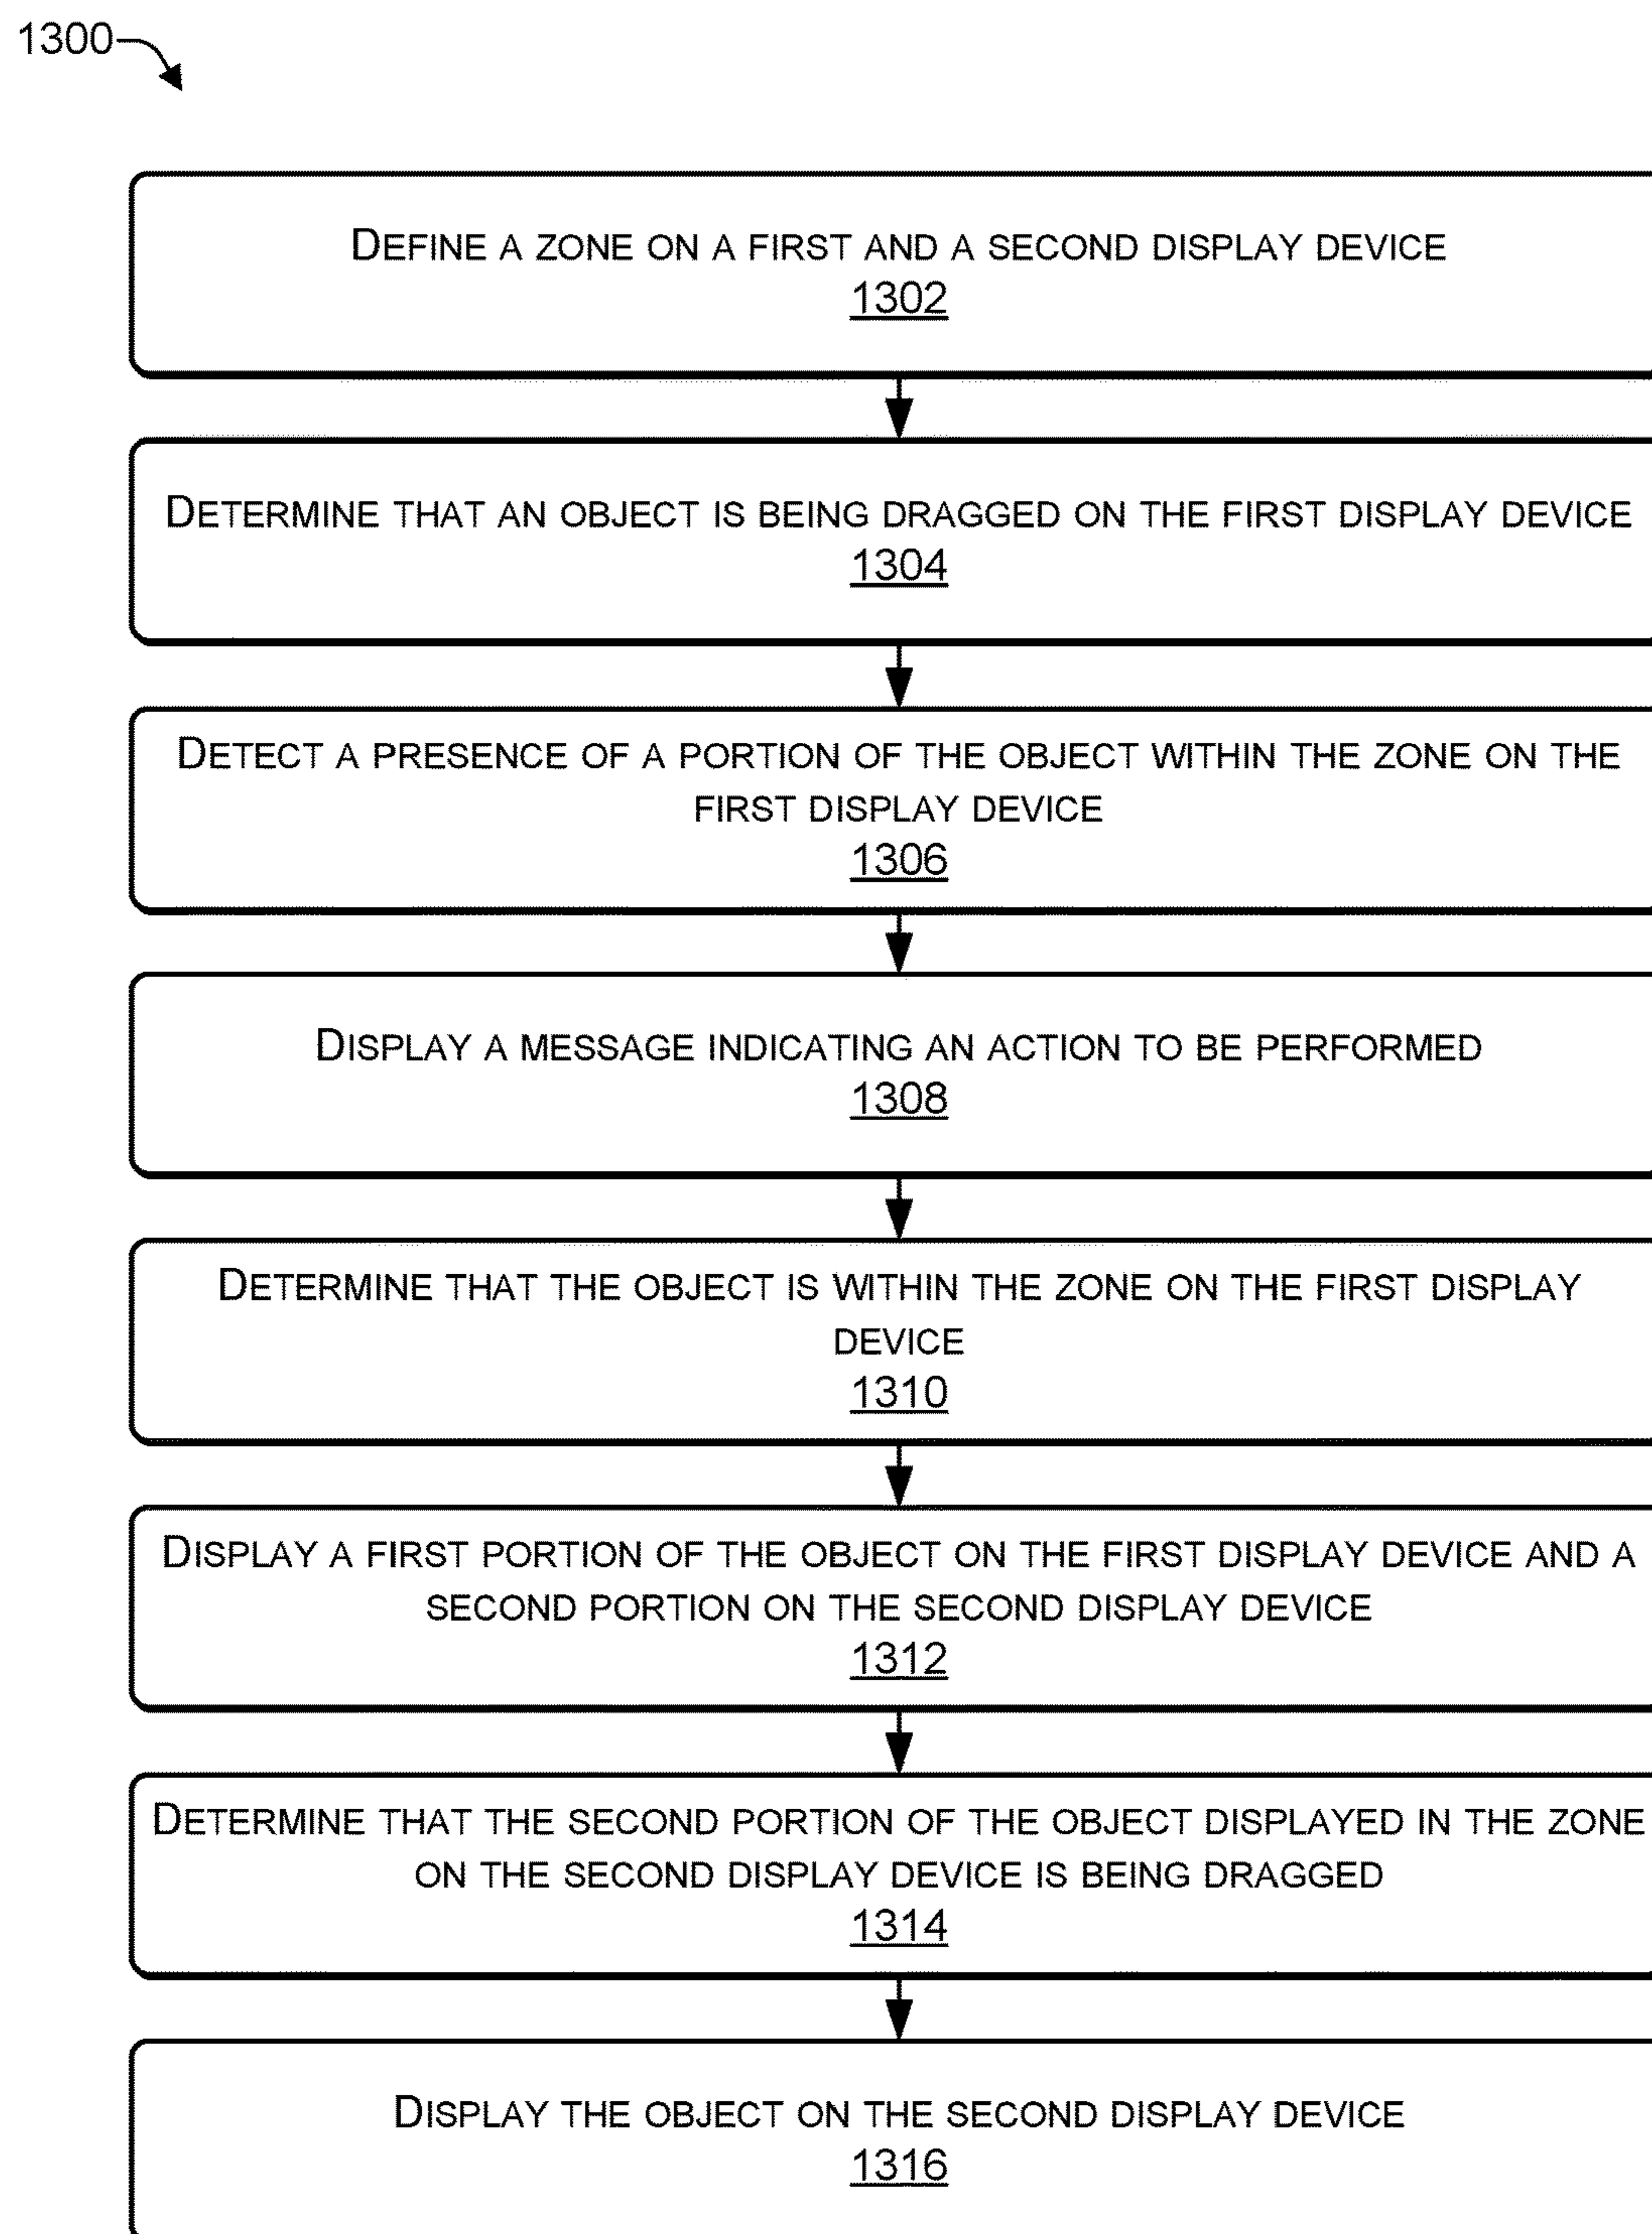 1300
DEFINE A ZONE ON A FIRST AND A SECOND DISPLAY DEVICE
1302
DETERMINE THAT AN OBJECT IS BEING DRAGGED ON THE FIRST DISPLAY DEVICE
1304
DETECT A PRESENCE OF A PORTION OF THE OBJECT WITHIN THE ZONE ON THE
FIRST DISPLAY DEVICE
1306
DISPLAY A MESSAGE INDICATING AN ACTION TO BE PERFORMED
1308
DETERMINE THAT THE OBJECT IS WITHIN THE ZONE ON THE FIRST DISPLAY
DEVICE
1310
DISPLAY A FIRST PORTION OF THE OBJECT ON THE FIRST DISPLAY DEVICE AND A
SECOND PORTION ON THE SECOND DISPLAY DEVICE
1312
DETERMINE THAT THE SECOND PORTION OF THE OBJECT DISPLAYED IN THE ZONE
ON THE SECOND DISPLAY DEVICE IS BEING DRAGGED
1314
DISPLAY THE OBJECT ON THE SECOND DISPLAY DEVICE
1316